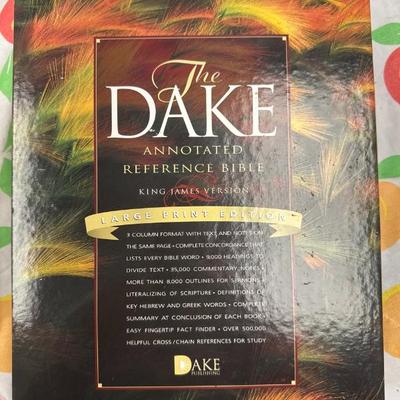 The
DAKE
ANNOTATED
REFERENCE BIBLE
KING JAMES VERSION
LARGE PRINT EDITION
3 COLUMN FORMAT WITH TEXT AND NOTES ON
THE SAME PAGE • COMPLETE CONCORDANCE THAT
LISTS EVERY BIBLE WORD • 9,000 HEADINGS TO
DIVIDE TEXT • 35,000 COMMENTARY NOTES •
MORE THAN 8,000 OUTLINES FOR SERMONS •
LITERALIZING OF SCRIPTURE • DEFINITIONS OF
KEY HEBREW AND GREEK WORDS • COMPLETE
SUMMARY AT CONCLUSION OF EACH BOOK •
EASY FINGERTIP FACT FINDER • OVER 500,000
HELPFUL CROSS/CHAIN REFERENCES FOR STUDY
DAKE
PUBLISHING